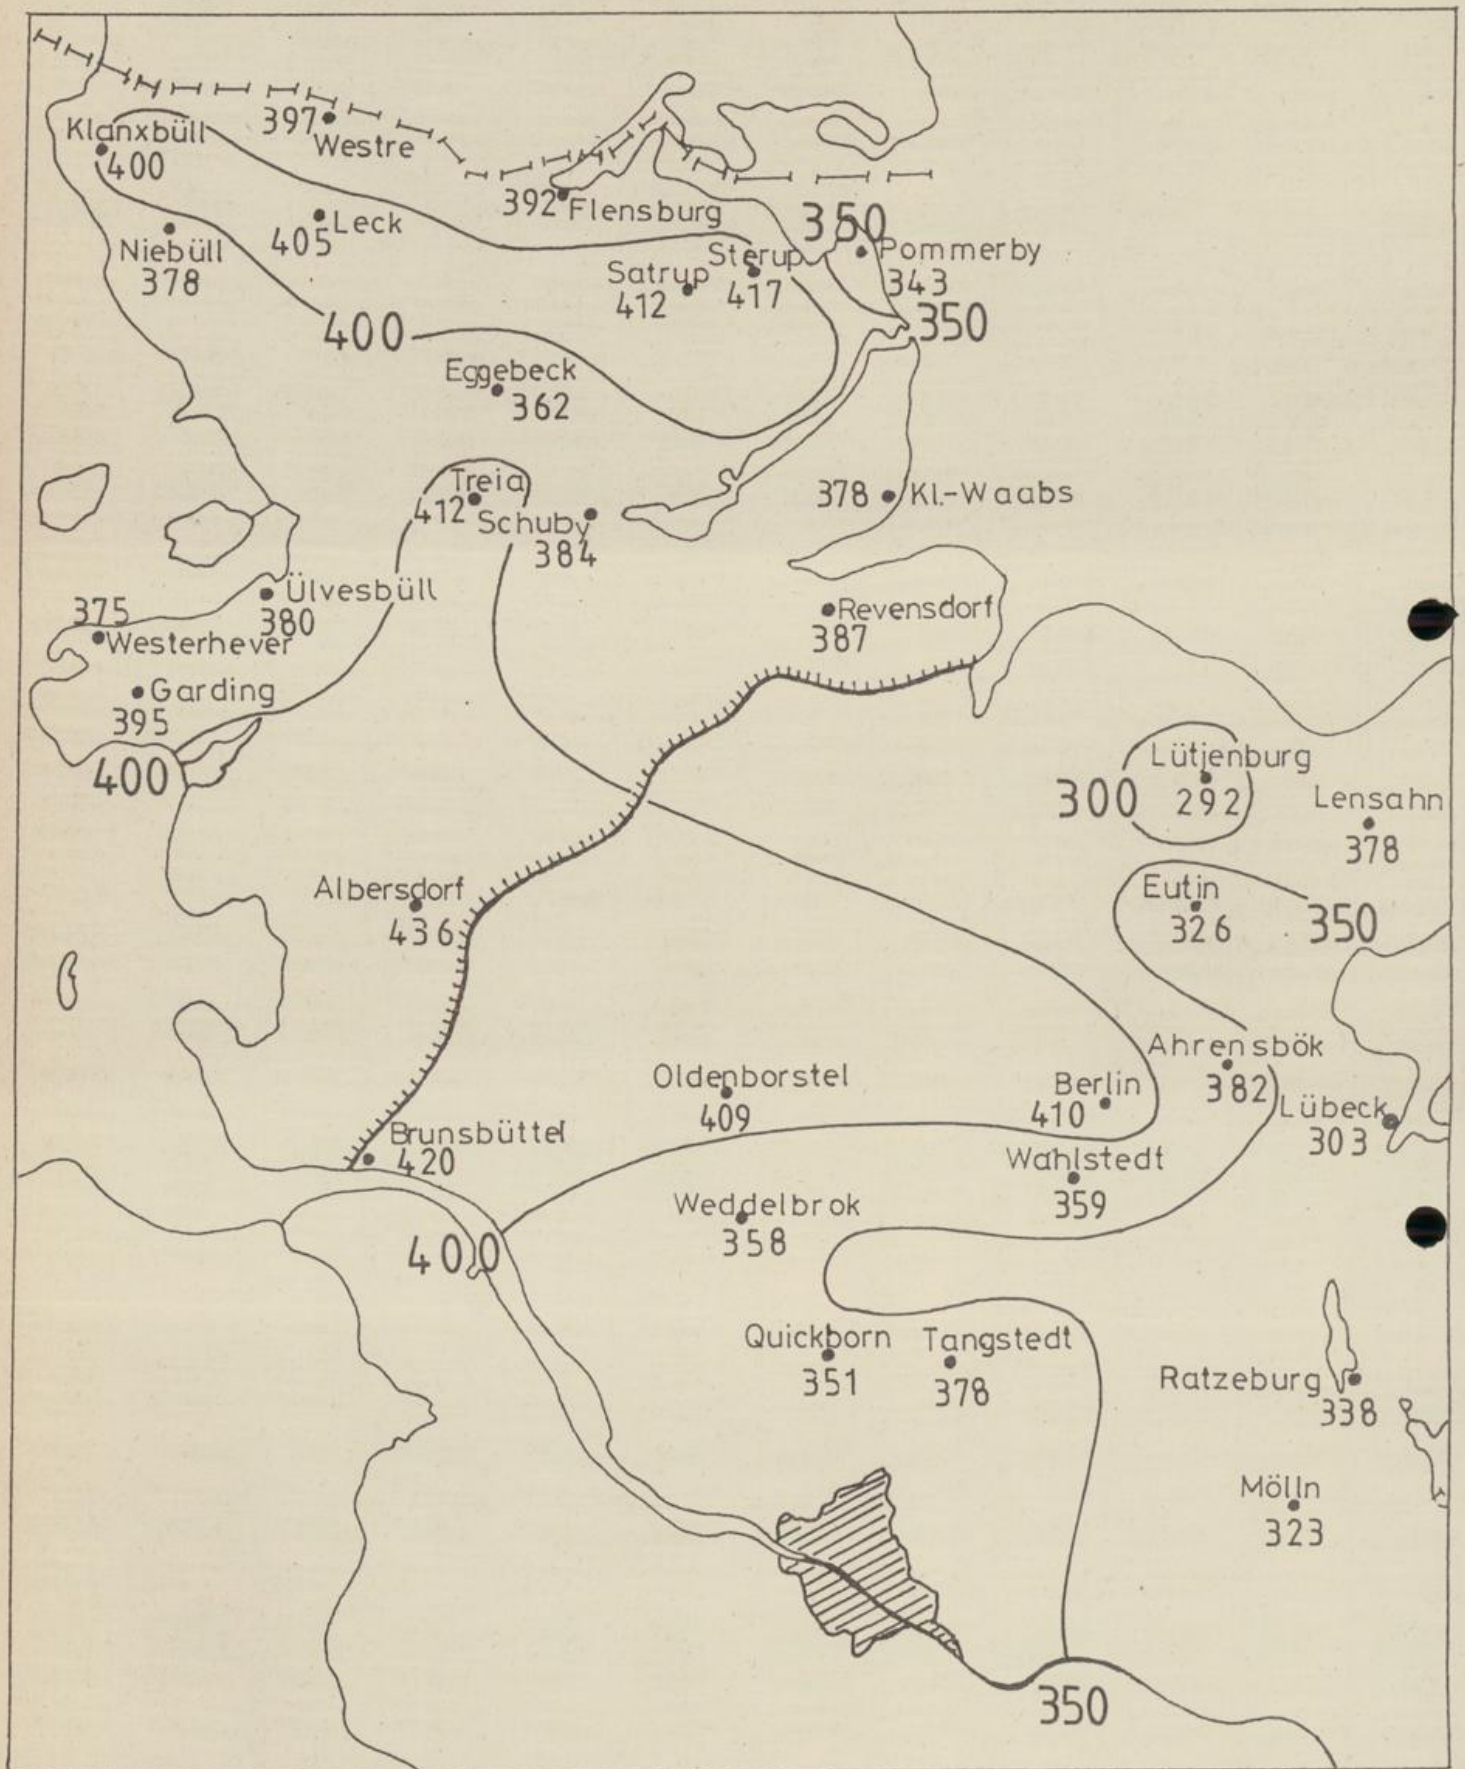 397
Westre
Klanxbüll
400
392
Flensburg
350
Leck
405
Niebüll
378
Pommerby
343
Sterup
417
Satrup
412
350
400
Eggebeck
362
Treia
412
Schuby
384
378
Kl.-Waabs
Ülvesbüll
380
375
Westerhever
Revensdorf
387
Garding
395
400
Lütjenburg
300
292
Lensahn
378
Albersdorf
436
Eutin
326
350
Ahrensbök
382
Oldenborstel
409
Berlin
410
Lübeck
303
Brunsbüttel
420
Wahlstedt
359
Weddelbrok
358
400
Quickborn
351
Tangstedt
378
Ratzeburg
338
Mölln
323
350